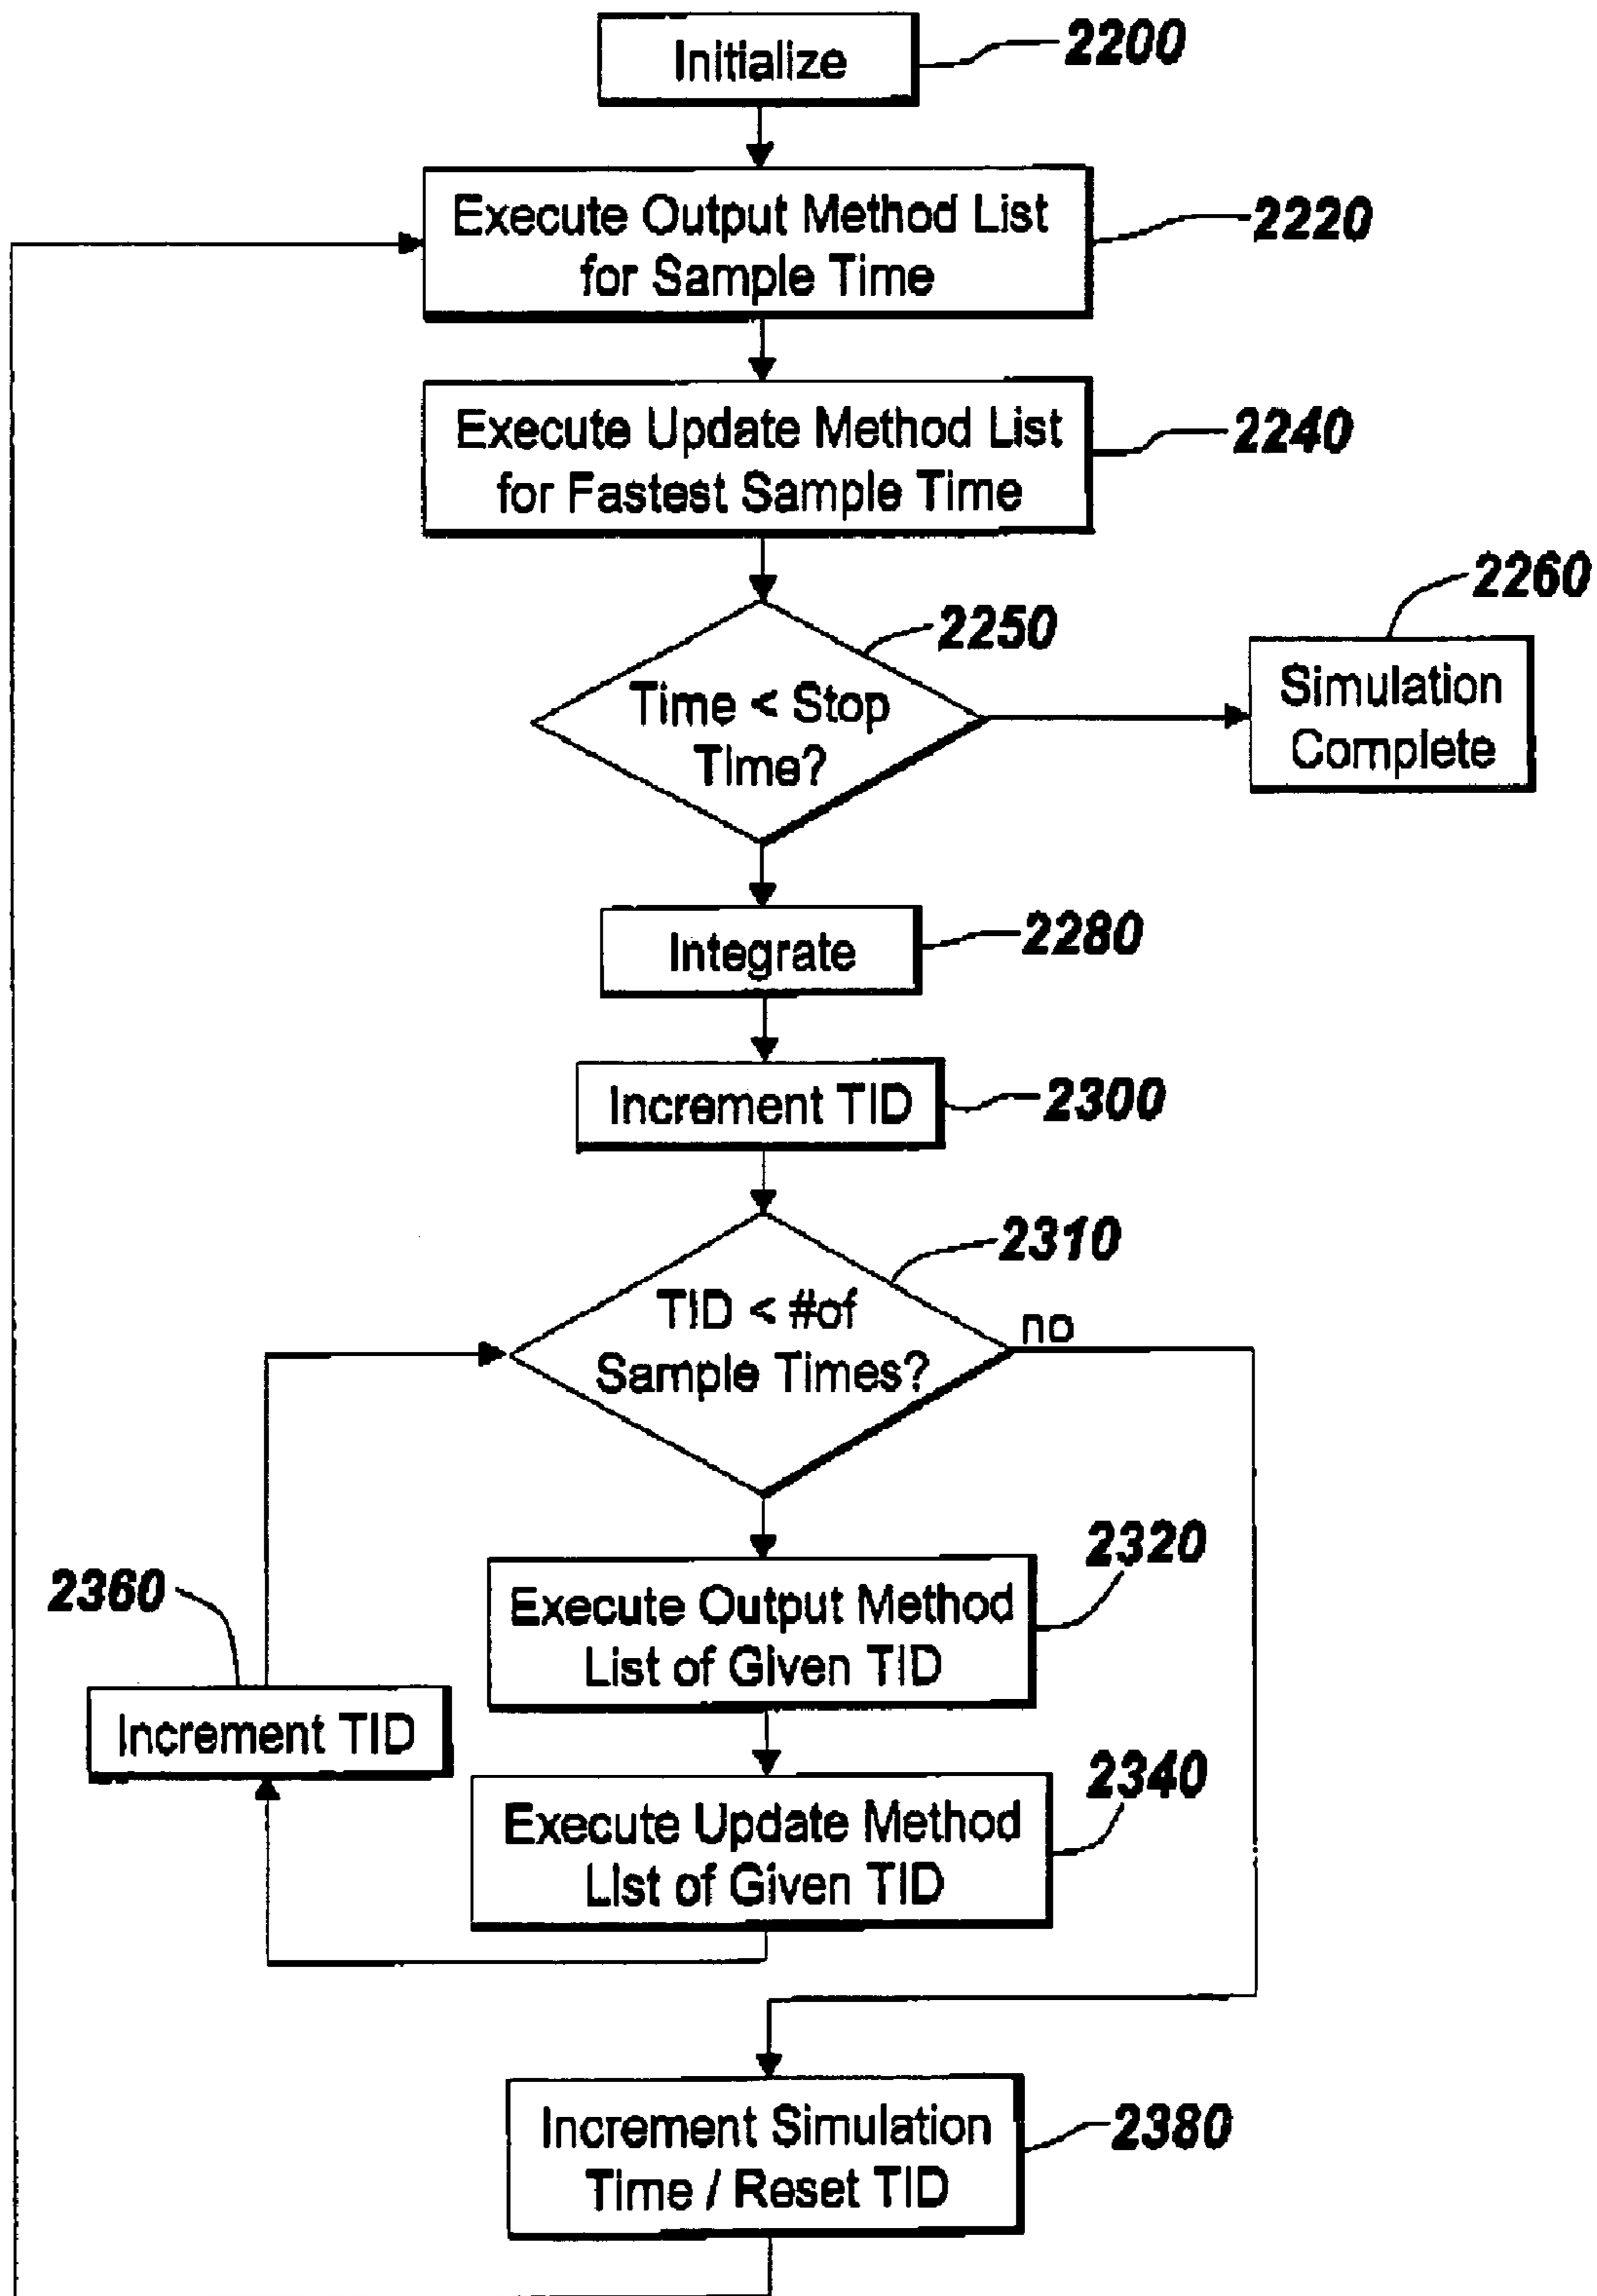 Initialize
2200
Execute Output Method List
for Sample Time
2220
Execute Update Method List
for Fastest Sample Time
2240
Time < Stop
Time?
2250
Simulation
Complete
2260
Integrate
2280
Increment TID
2300
TID < #of
Sample Times?
2310
no
Execute Output Method
List of Given TID
2320
Increment TID
2360
Execute Update Method
List of Given TID
2340
Increment Simulation
Time / Reset TID
2380